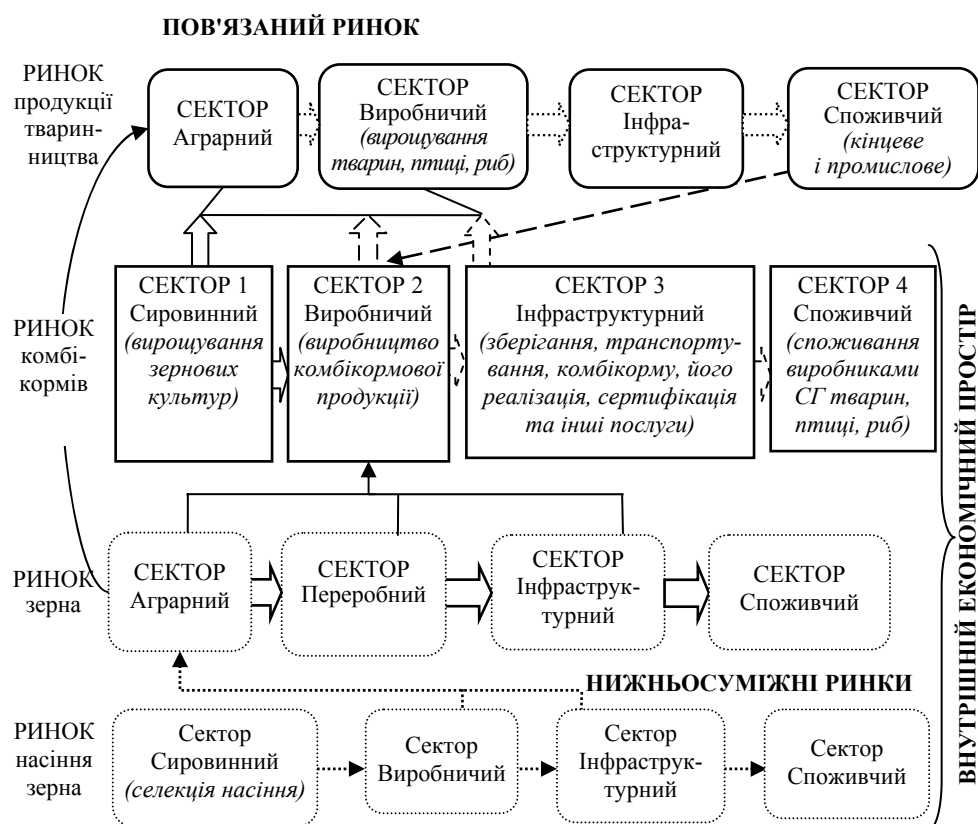 ПОВ'ЯЗАНИЙ РИНОК
РИНОК
продукції
тварин-
ництва
СЕКТОР
Аграрний
СЕКТОР
Виробничий
(вирощування
тварин, птиці, риб)
СЕКТОР
Інфра-
структурний
СЕКТОР
Споживчий
(кінцеве
і промислове)
РИНОК
комбі-
кормів
СЕКТОР 1
Сировинний
(вирощування
зернових
культур)
СЕКТОР 2
Виробничий
(виробництво
комбікормової
продукції)
СЕКТОР 3
Інфраструктурний
(зберігання, транспорту-
вання, комбікорму, його
реалізація, сертифікація
та інші послуги)
СЕКТОР 4
Споживчий
(споживання
виробниками
СГ тварин,
птиці, риб)
РИНОК
зерна
СЕКТОР
Аграрний
СЕКТОР
Переробний
СЕКТОР
Інфраструк-
турний
СЕКТОР
Споживчий
НИЖНЬОСУМІЖНІ РИНКИ
РИНОК
насіння
зерна
Сектор
Сировинний
(селекція насіння)
Сектор
Виробничий
Сектор
Інфраструк-
турний
Сектор
Споживчий
ВНУТРІШНІЙ ЕКОНОМІЧНИЙ ПРОСТІР